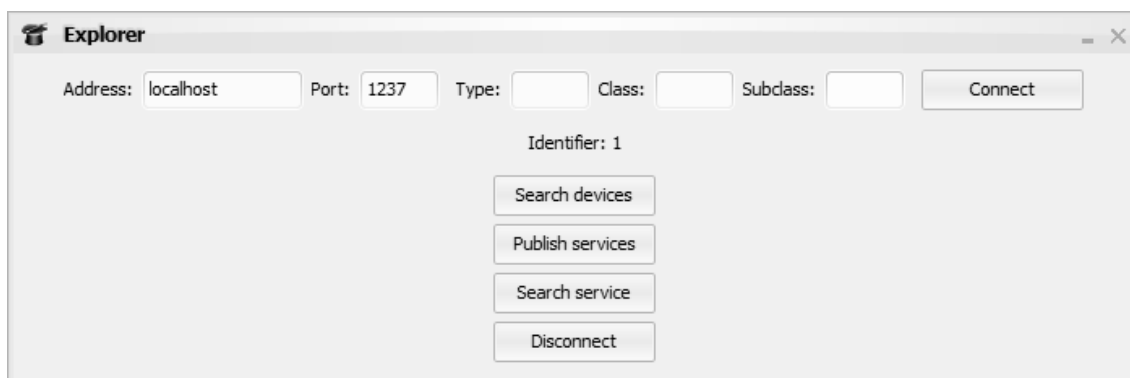 Explorer
Address: localhost Port: 1237 Type: Class: Subclass: Connect
Identifier: 1
Search devices
Publish services
Search service
Disconnect